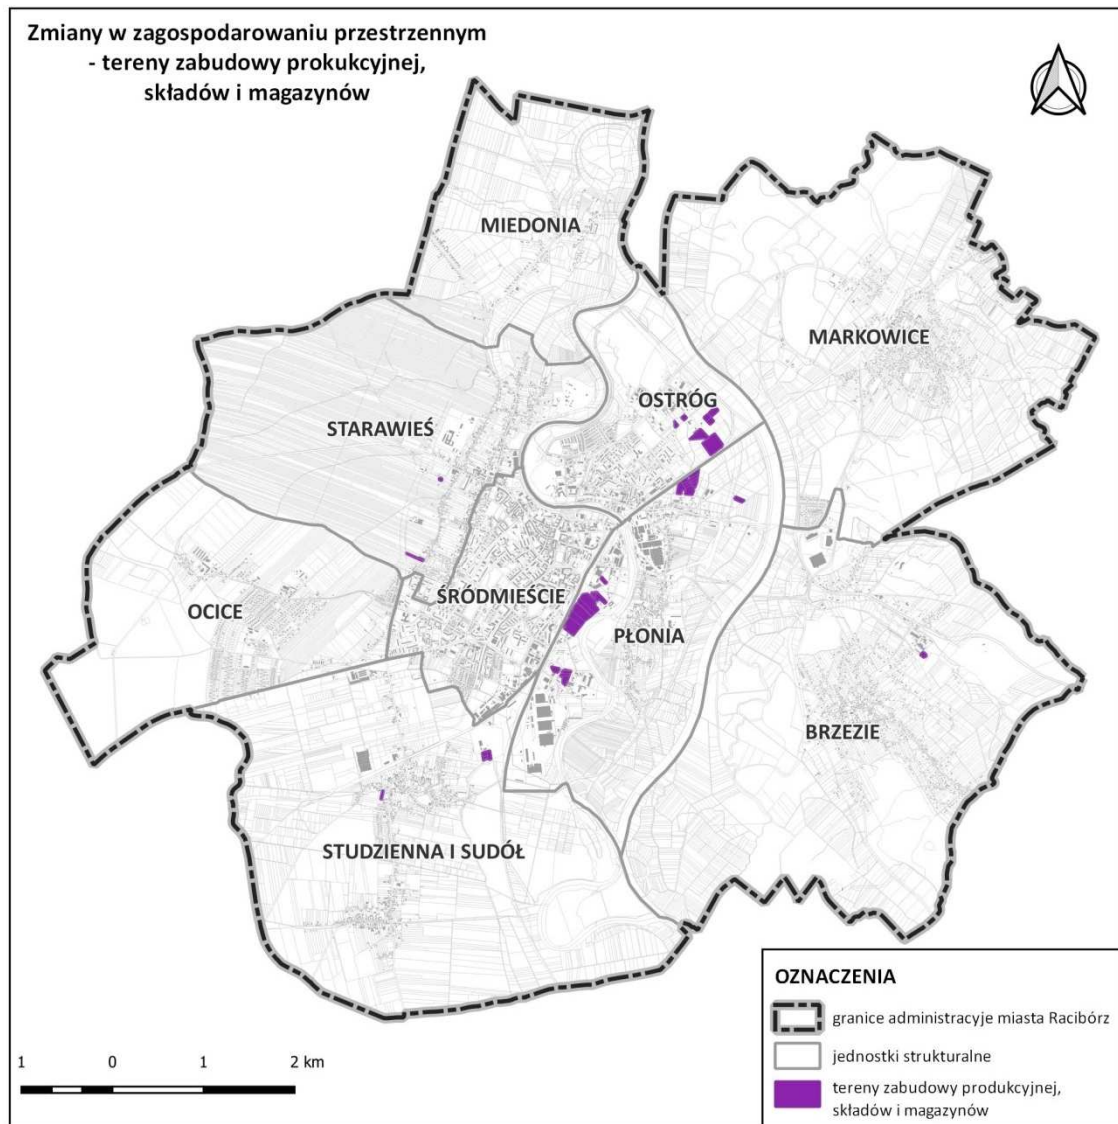 Zmiany w zagospodarowaniu przestrzennym
- tereny zabudowy prokukcyjnej,
składów i magazynów
MIEDONIA
MARKOWICE
OSTRÓG
STARAWIEŚ
ŚRÓDMIEŚCIE
OCICE
PŁONIA
BRZEZIE
STUDZIENNA I SUDÓŁ
OZNACZENIA
granice administracyje miasta Racibórz
jednostki strukturalne
tereny zabudowy produkcyjnej,
składów i magazynów
1 0 1 2 km